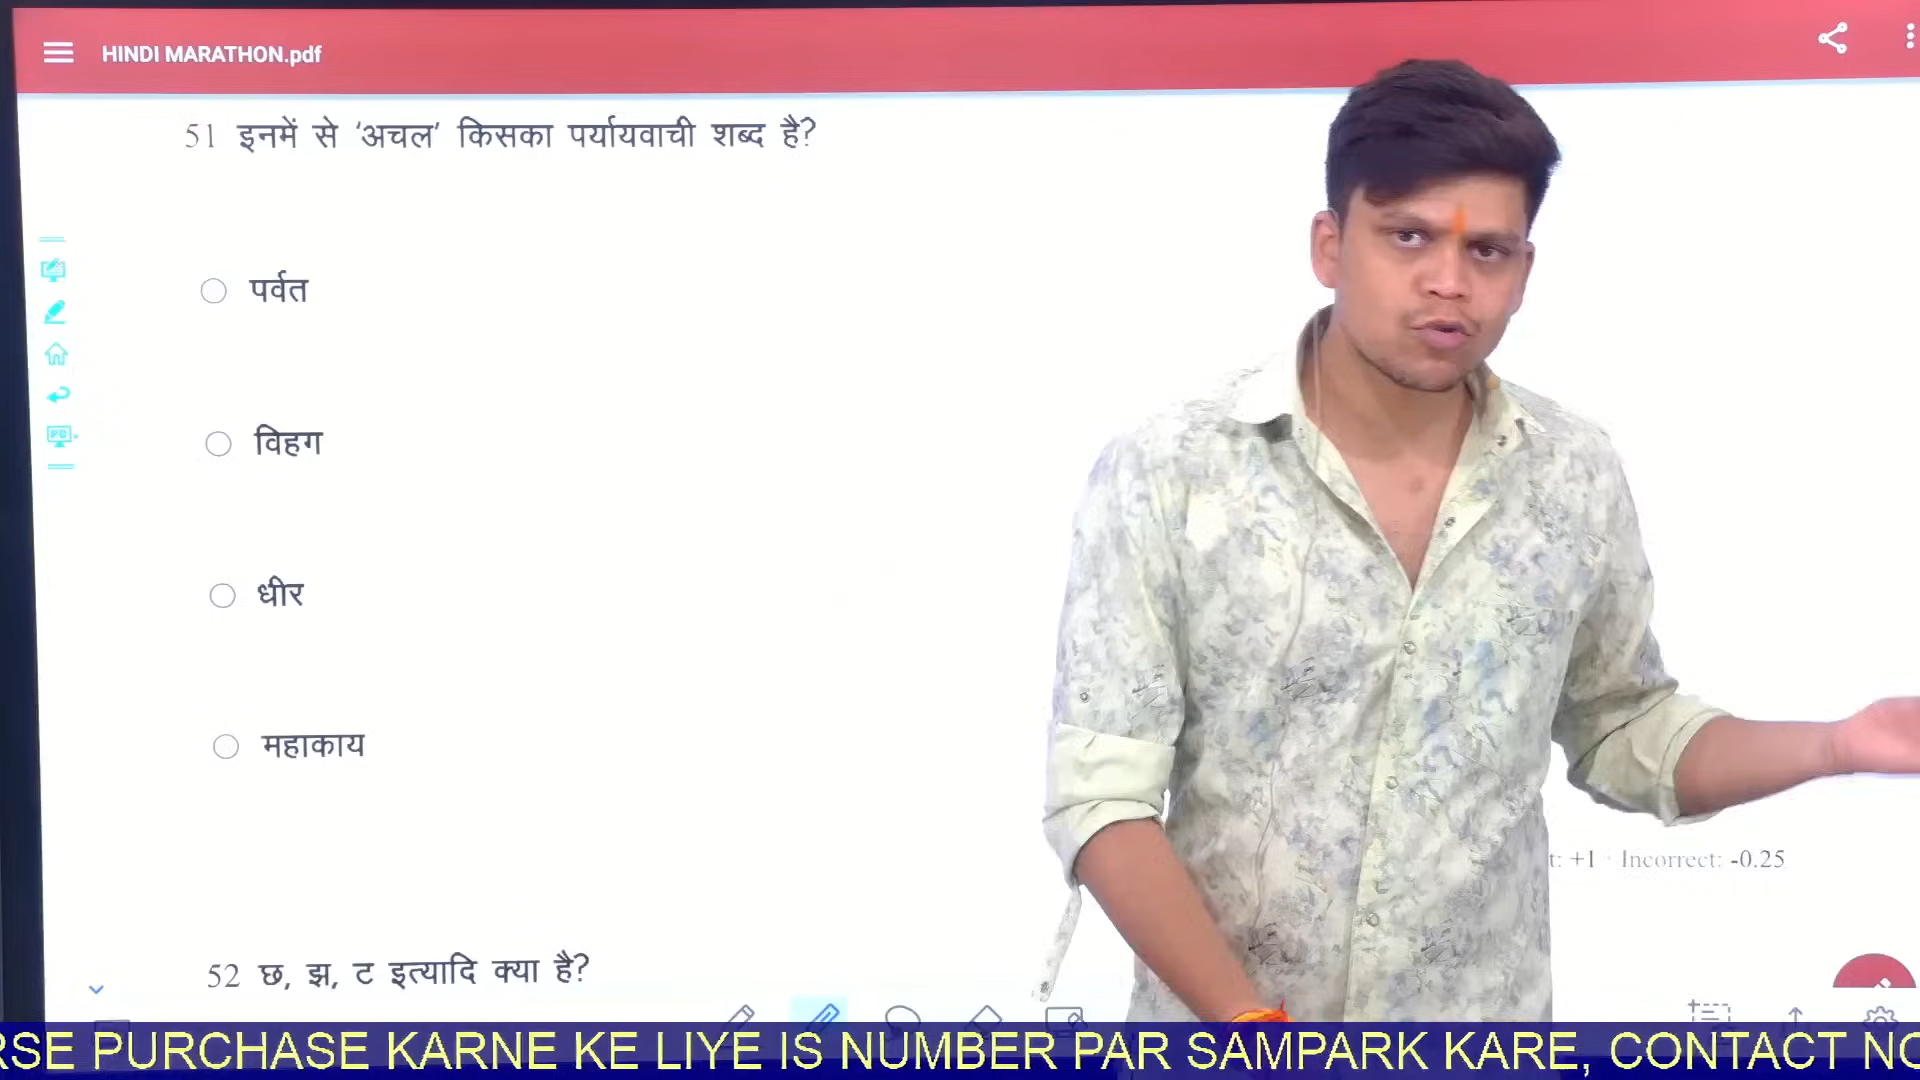 HINDI MARATHON.pdf
51 इनमें से ‘अचल’ किसका पर्यायवाची शब्द है?
पर्वत
विहग
धीर
महाकाय
t: +1 · Incorrect: -0.25
52 छ, झ, ट इत्यादि क्या है?
RSE PURCHASE KARNE KE LIYE IS NUMBER PAR SAMPARK KARE, CONTACT NO